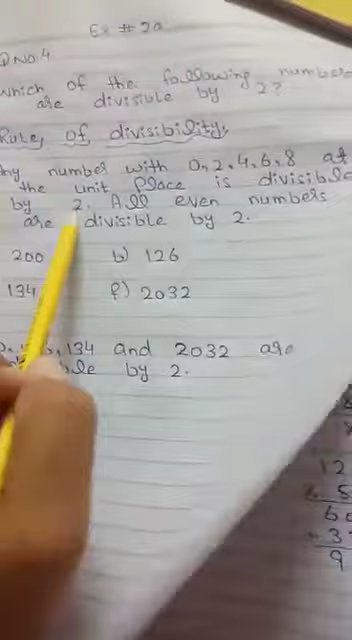 Ex # 2a
Q No 4
which of the following numbers
are divisible by 2?
Rule of divisibility:
Any number with 0, 2, 4, 6, 8 at
the unit place is divisible
by 2. All even numbers
are divisible by 2.
200 b) 126
134 f) 2032
134 and 2032 are
by 2.
12
5
60
9